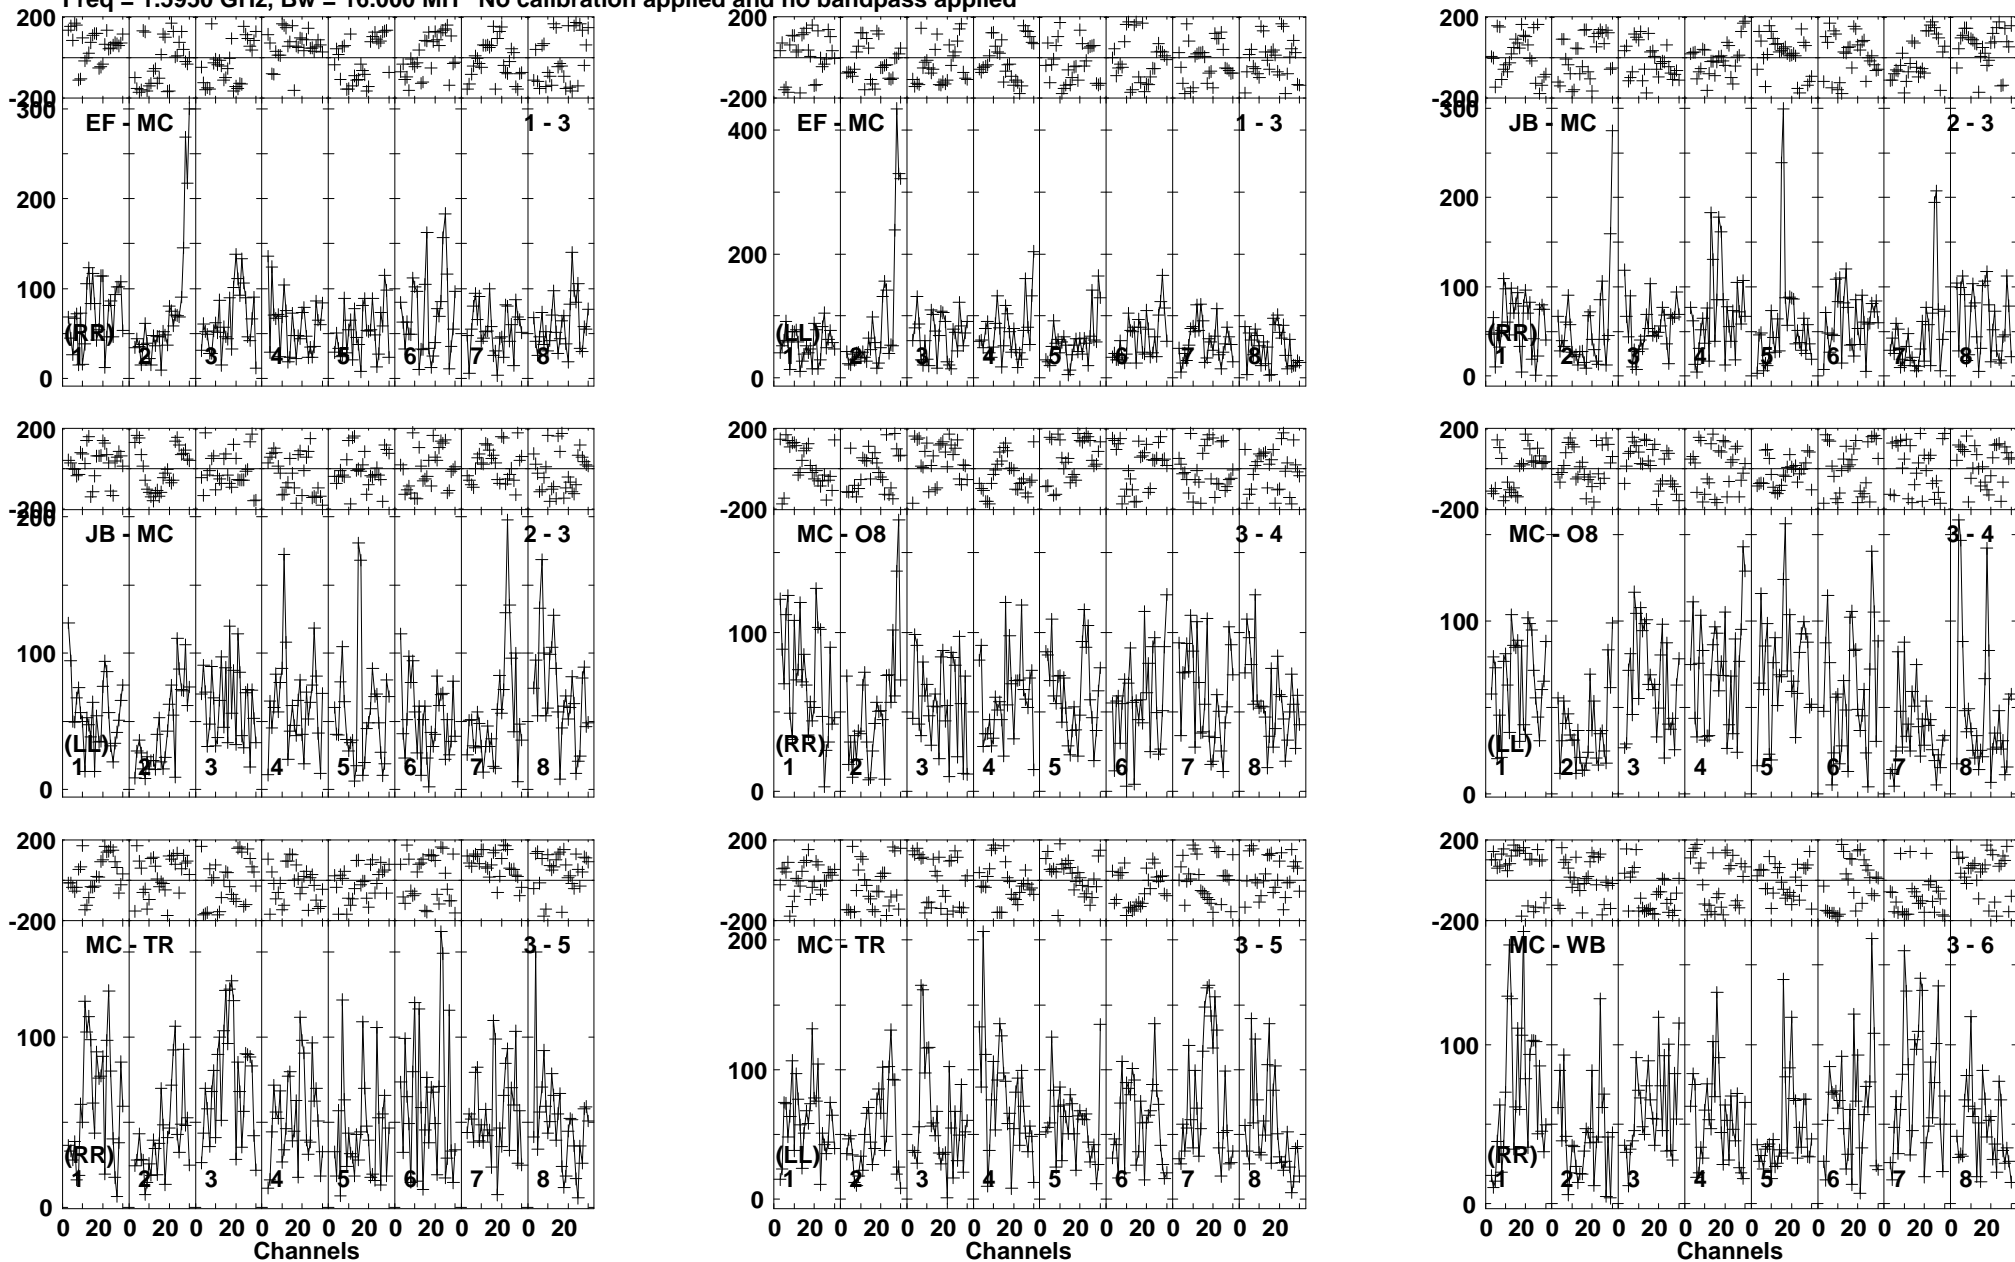 Freq = 1.5950 GHz, Bw = 16.000 MH No calibration applied and no bandpass applied
200 200 200
-200 -200 -200
300 EF - MC 1 - 3 EF - MC 1 - 3 300 JB - MC 2 - 3
400
200 200
200
100 100
(RR) (LL) (RR)
1 2 3 4 5 6 7 8 1 2 3 4 5 6 7 8 1 2 3 4 5 6 7 8
0 0 0
200 200 200
-200 -200 -200
200 JB - MC 2 - 3 MC - O8 3 - 4 MC - O8 3 - 4
100 100 100
(LL) (RR) (LL)
1 2 3 4 5 6 7 8 1 2 3 4 5 6 7 8 1 2 3 4 5 6 7 8
0 0 0
200 200 200
-200 -200 -200
MC - TR 3 - 5 200 MC - TR 3 - 5 MC - WB 3 - 6
100 100 100
(RR) (LL) (RR)
1 2 3 4 5 6 7 8 1 2 3 4 5 6 7 8 1 2 3 4 5 6 7 8
0 0 0
0 20 0 20 0 20 0 20 0 20 0 20 0 20 0 20 0 20 0 20 0 20 0 20 0 20 0 20 0 20 0 20 0 20 0 20 0 20 0 20 0 20 0 20 0 20 0 20
Channels Channels Channels